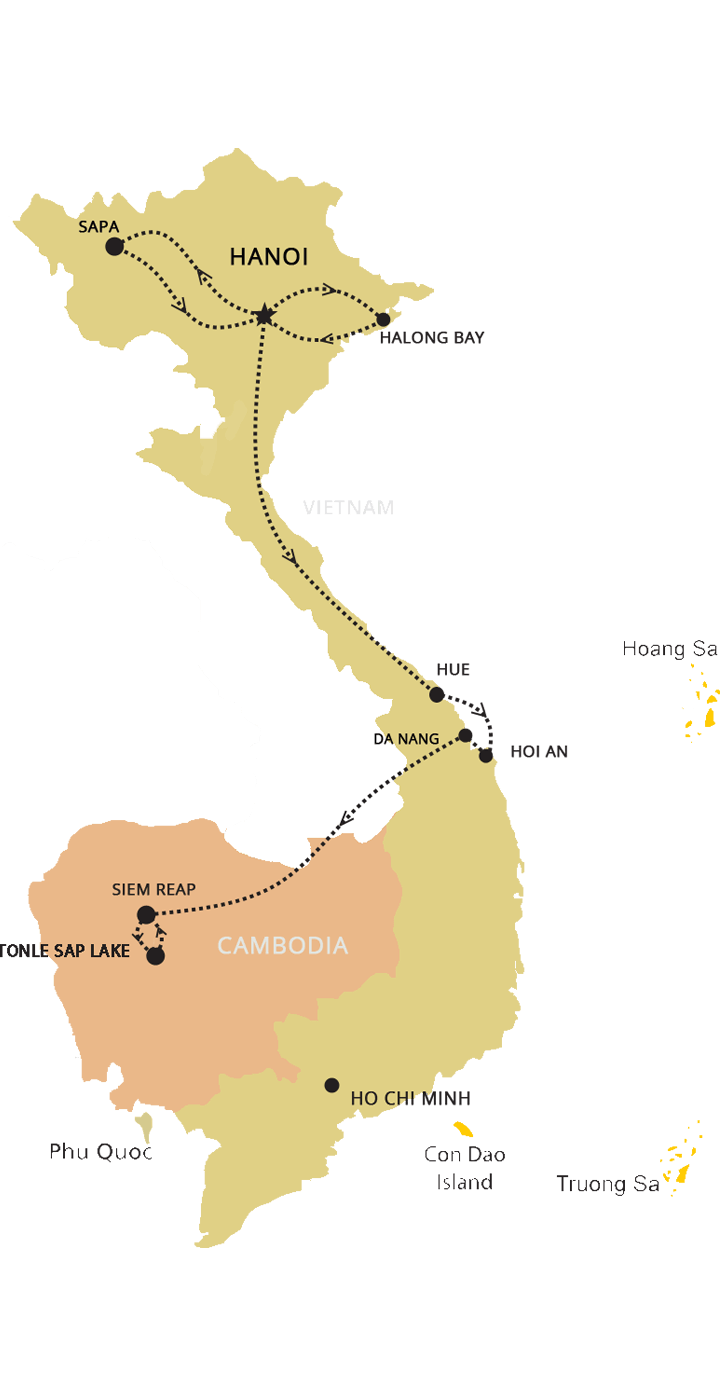 SAPA
HANOI
HALONG BAY
VIETNAM
Hoang Sa
HUE
DA NANG
HOI AN
SIEM REAP
CAMBODIA
TONLE SAP LAKE
HO CHI MINH
Phu Quoc
Con Dao
Island
Truong Sa